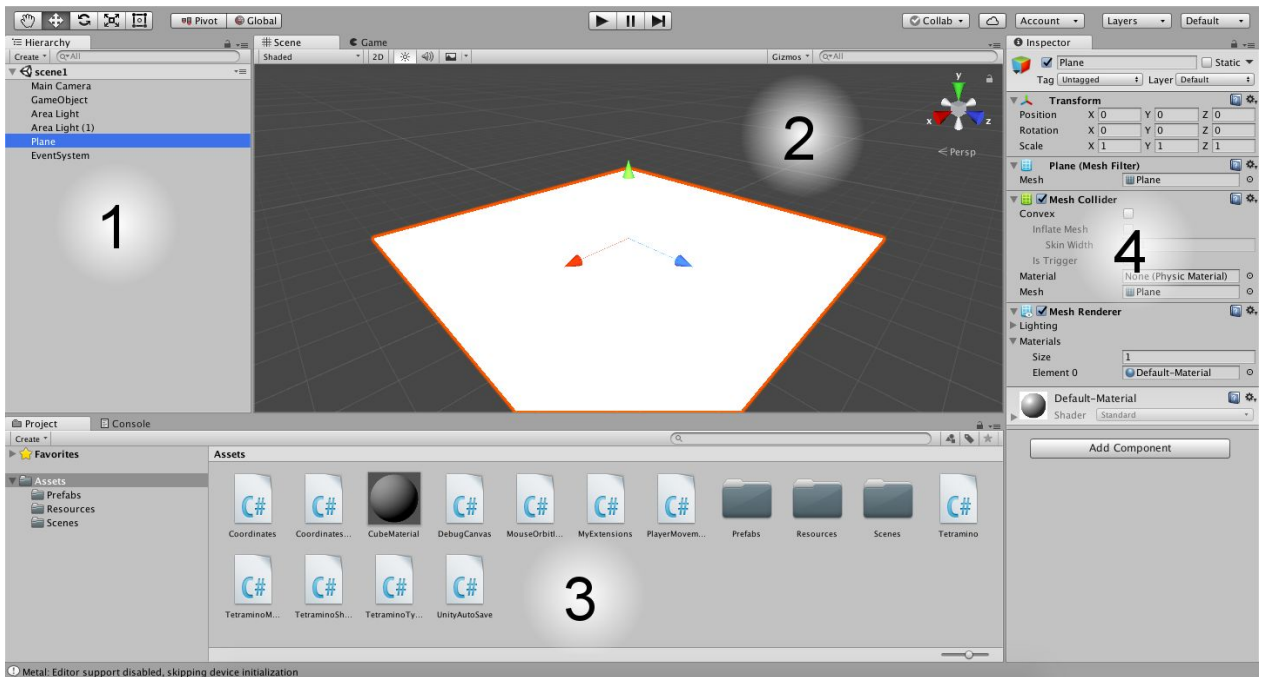 Pivot Global Collab Account Layers Default
Hierarchy
Create All
scene1
Main Camera
GameObject
Area Light
Area Light (1)
Plane
EventSystem
1
Scene Game
Shaded 2D Gizmos All
y
x z
Persp
2
Inspector
Plane Static
Tag Untagged Layer Default
Transform
Position X 0 Y 0 Z 0
Rotation X 0 Y 0 Z 0
Scale X 1 Y 1 Z 1
Plane (Mesh Filter)
Mesh Plane
Mesh Collider
Convex
Inflate Mesh
Skin Width
Is Trigger
4
Material None (Physic Material)
Mesh Plane
Mesh Renderer
Lighting
Materials
Size 1
Element 0 Default-Material
Default-Material
Shader Standard
Add Component
Project Console
Create
Favorites
Assets
Prefabs
Resources
Scenes
Assets
C# C# C# C# C# C# C#
Coordinates Coordinates... CubeMaterial DebugCanvas MouseOrbitI... MyExtensions PlayerMovem... Prefabs Resources Scenes Tetramino
C# C# C# C#
TetraminoM... TetraminoSh... TetraminoTy... UnityAutoSave
3
Metal: Editor support disabled, skipping device initialization